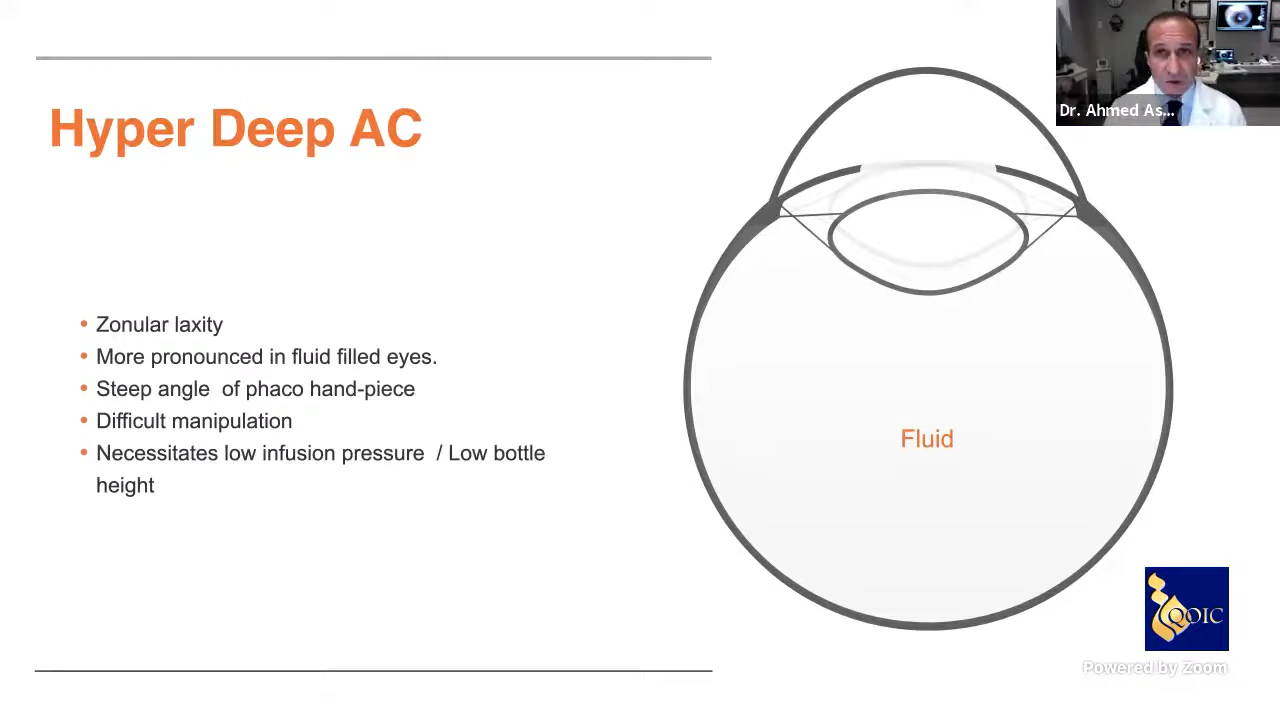 Hyper Deep AC
Dr. Ahmed As...
• Zonular laxity
• More pronounced in fluid filled eyes.
• Steep angle  of phaco hand-piece
• Difficult manipulation
• Necessitates low infusion pressure  / Low bottle
height
Fluid
QOIC
Powered by Zoom